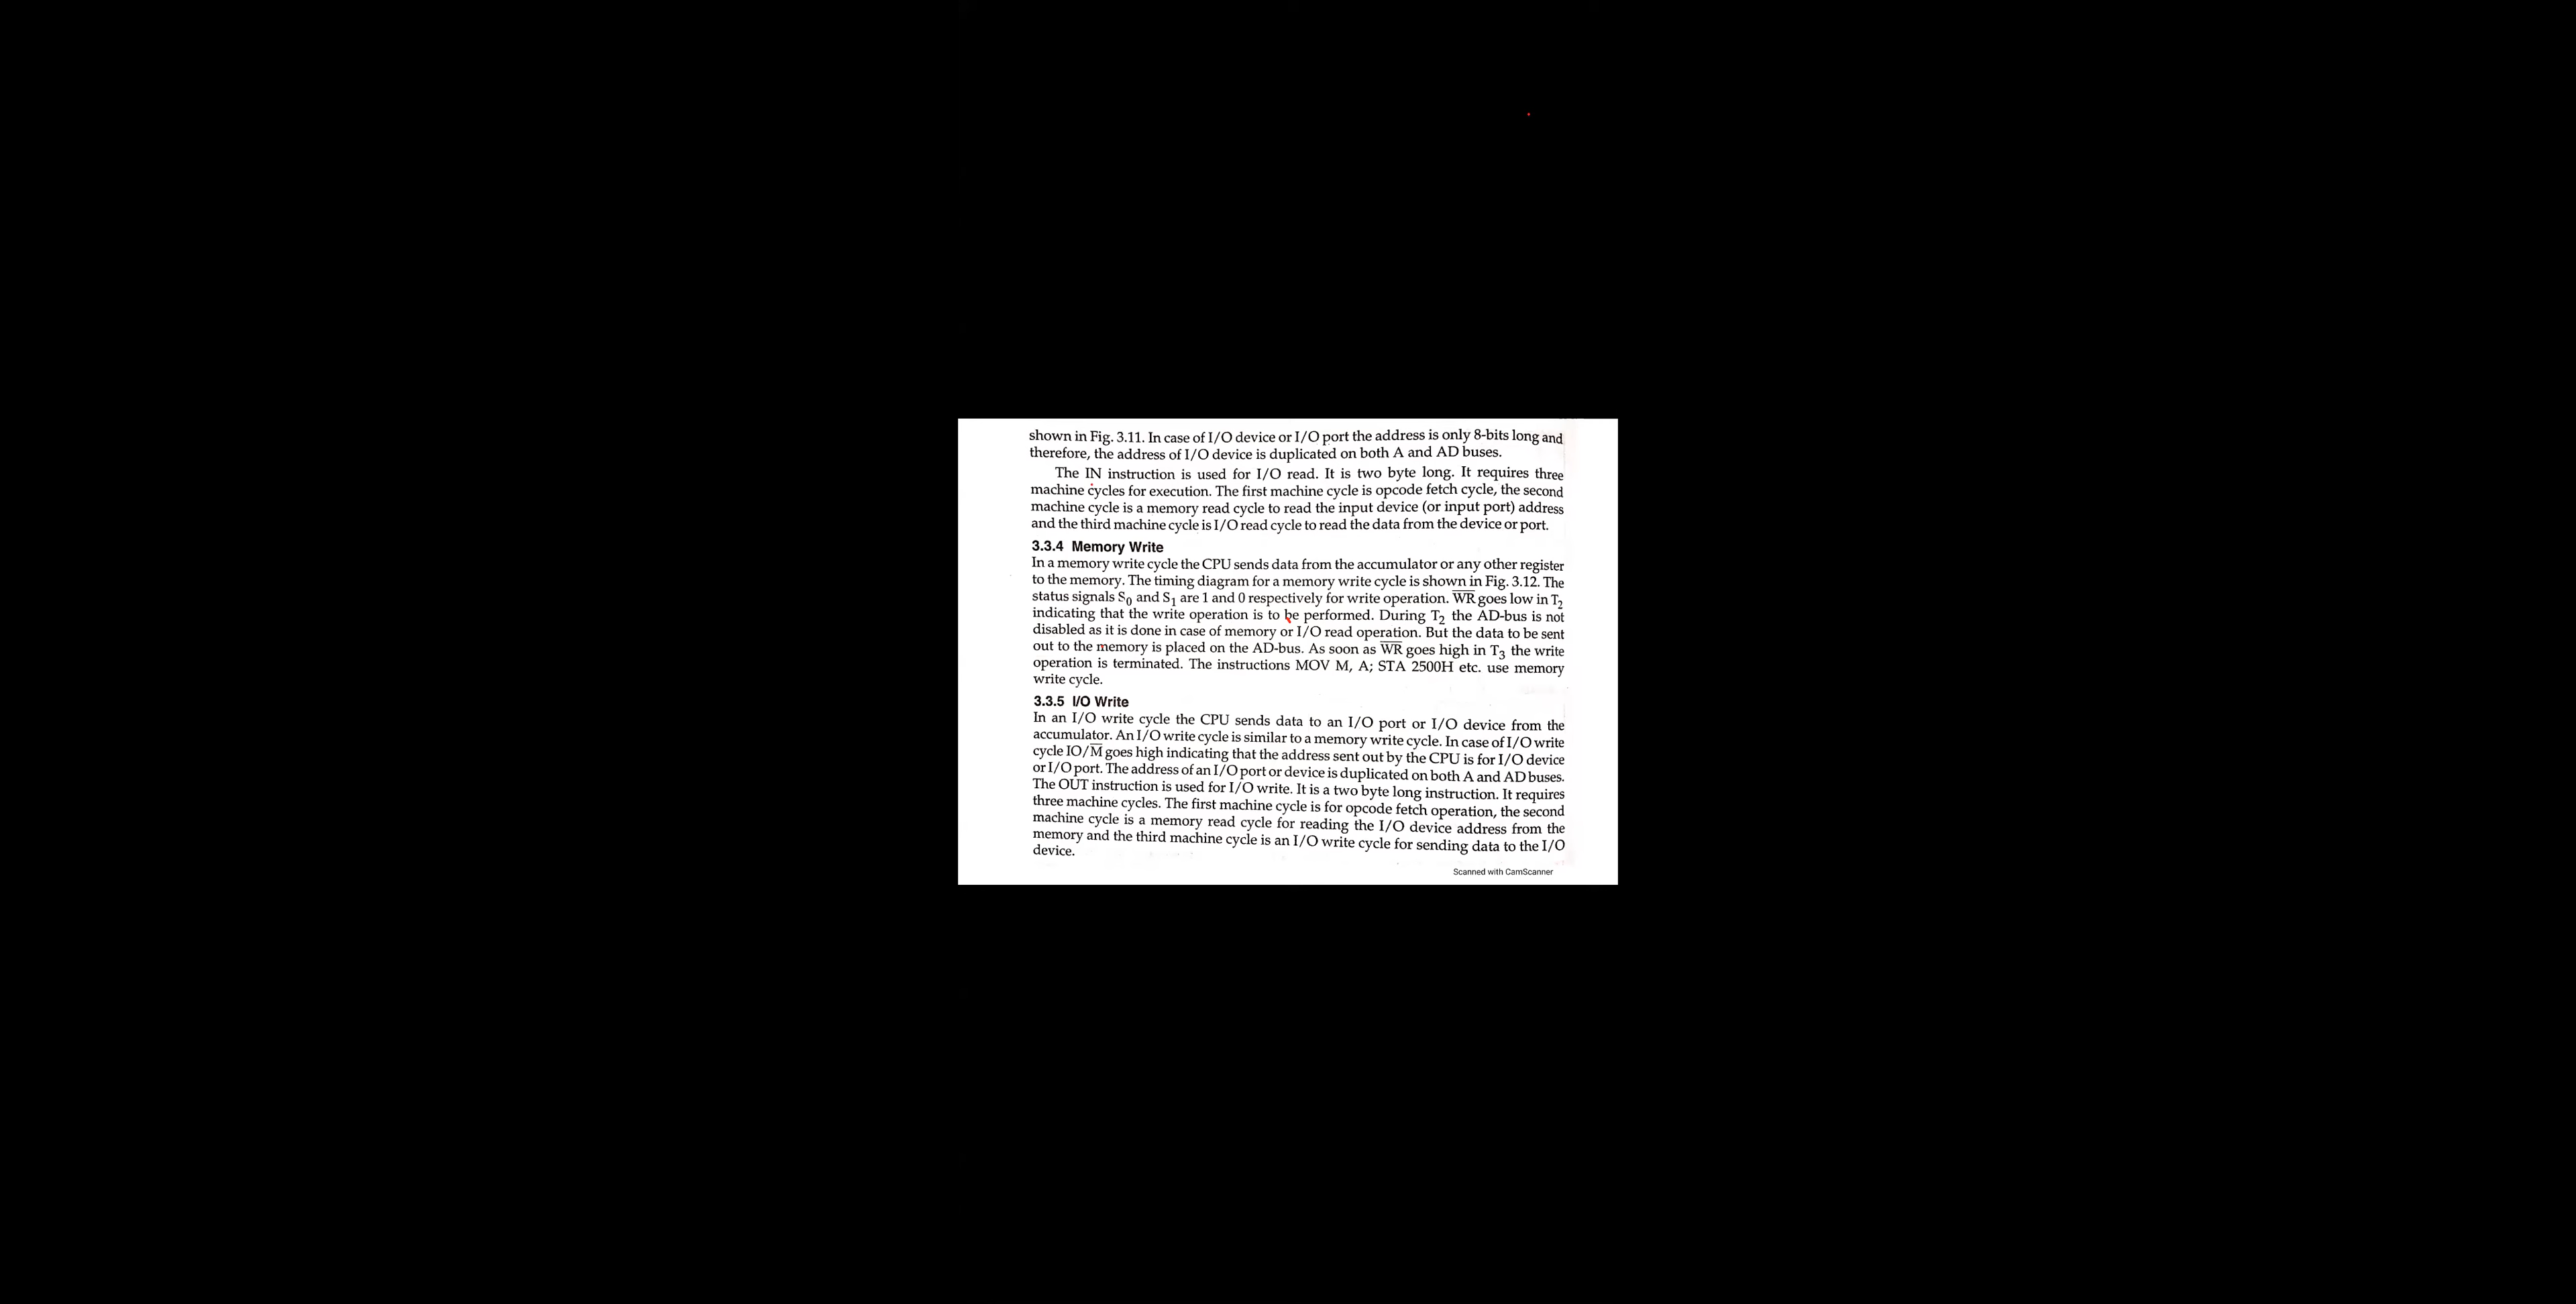 shown in Fig. 3.11. In case of I/O device or I/O port the address is only 8-bits long and
therefore, the address of I/O device is duplicated on both A and AD buses.
The IN instruction is used for I/O read. It is two byte long. It requires three
machine cycles for execution. The first machine cycle is opcode fetch cycle, the second
machine cycle is a memory read cycle to read the input device (or input port) address
and the third machine cycle is I/O read cycle to read the data from the device or port.
3.3.4 Memory Write
In a memory write cycle the CPU sends data from the accumulator or any other register
to the memory. The timing diagram for a memory write cycle is shown in Fig. 3.12. The
status signals S₀ and S₁ are 1 and 0 respectively for write operation. W̅R̅ goes low in T₂
indicating that the write operation is to be performed. During T₂ the AD-bus is not
disabled as it is done in case of memory or I/O read operation. But the data to be sent
out to the memory is placed on the AD-bus. As soon as W̅R̅ goes high in T₃ the write
operation is terminated. The instructions MOV M, A; STA 2500H etc. use memory
write cycle.
3.3.5 I/O Write
In an I/O write cycle the CPU sends data to an I/O port or I/O device from the
accumulator. An I/O write cycle is similar to a memory write cycle. In case of I/O write
cycle IO/M̅ goes high indicating that the address sent out by the CPU is for I/O device
or I/O port. The address of an I/O port or device is duplicated on both A and AD buses.
The OUT instruction is used for I/O write. It is a two byte long instruction. It requires
three machine cycles. The first machine cycle is for opcode fetch operation, the second
machine cycle is a memory read cycle for reading the I/O device address from the
memory and the third machine cycle is an I/O write cycle for sending data to the I/O
device.
Scanned with CamScanner